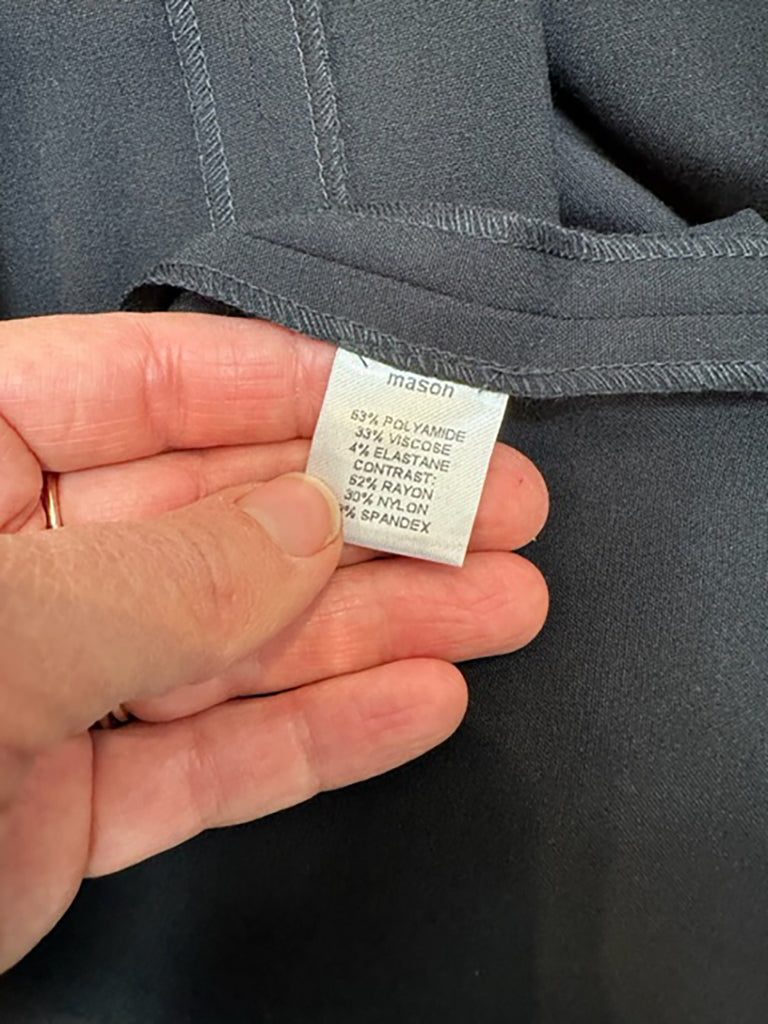 mason
63% POLYAMIDE
33% VISCOSE
4% ELASTANE
CONTRAST:
62% RAYON
30% NYLON
% SPANDEX